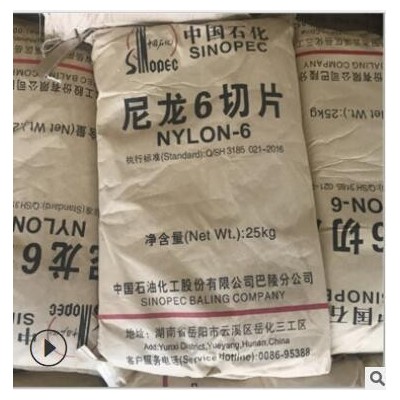 中国石化
Sinopec
SINOPEC
尼龙6切片
NYLON-6
执行标准(Standard):Q/SH 3185 021-2016
净含量(Net Wt.):25kg
中国石油化工股份有限公司巴陵分公司
SINOPEC BALING COMPANY
地址:湖南省岳阳市云溪区岳化三工区
Add:Yunxi District,Yueyang,Hunan,China
客户服务电话(Service Hotline):0086-95388